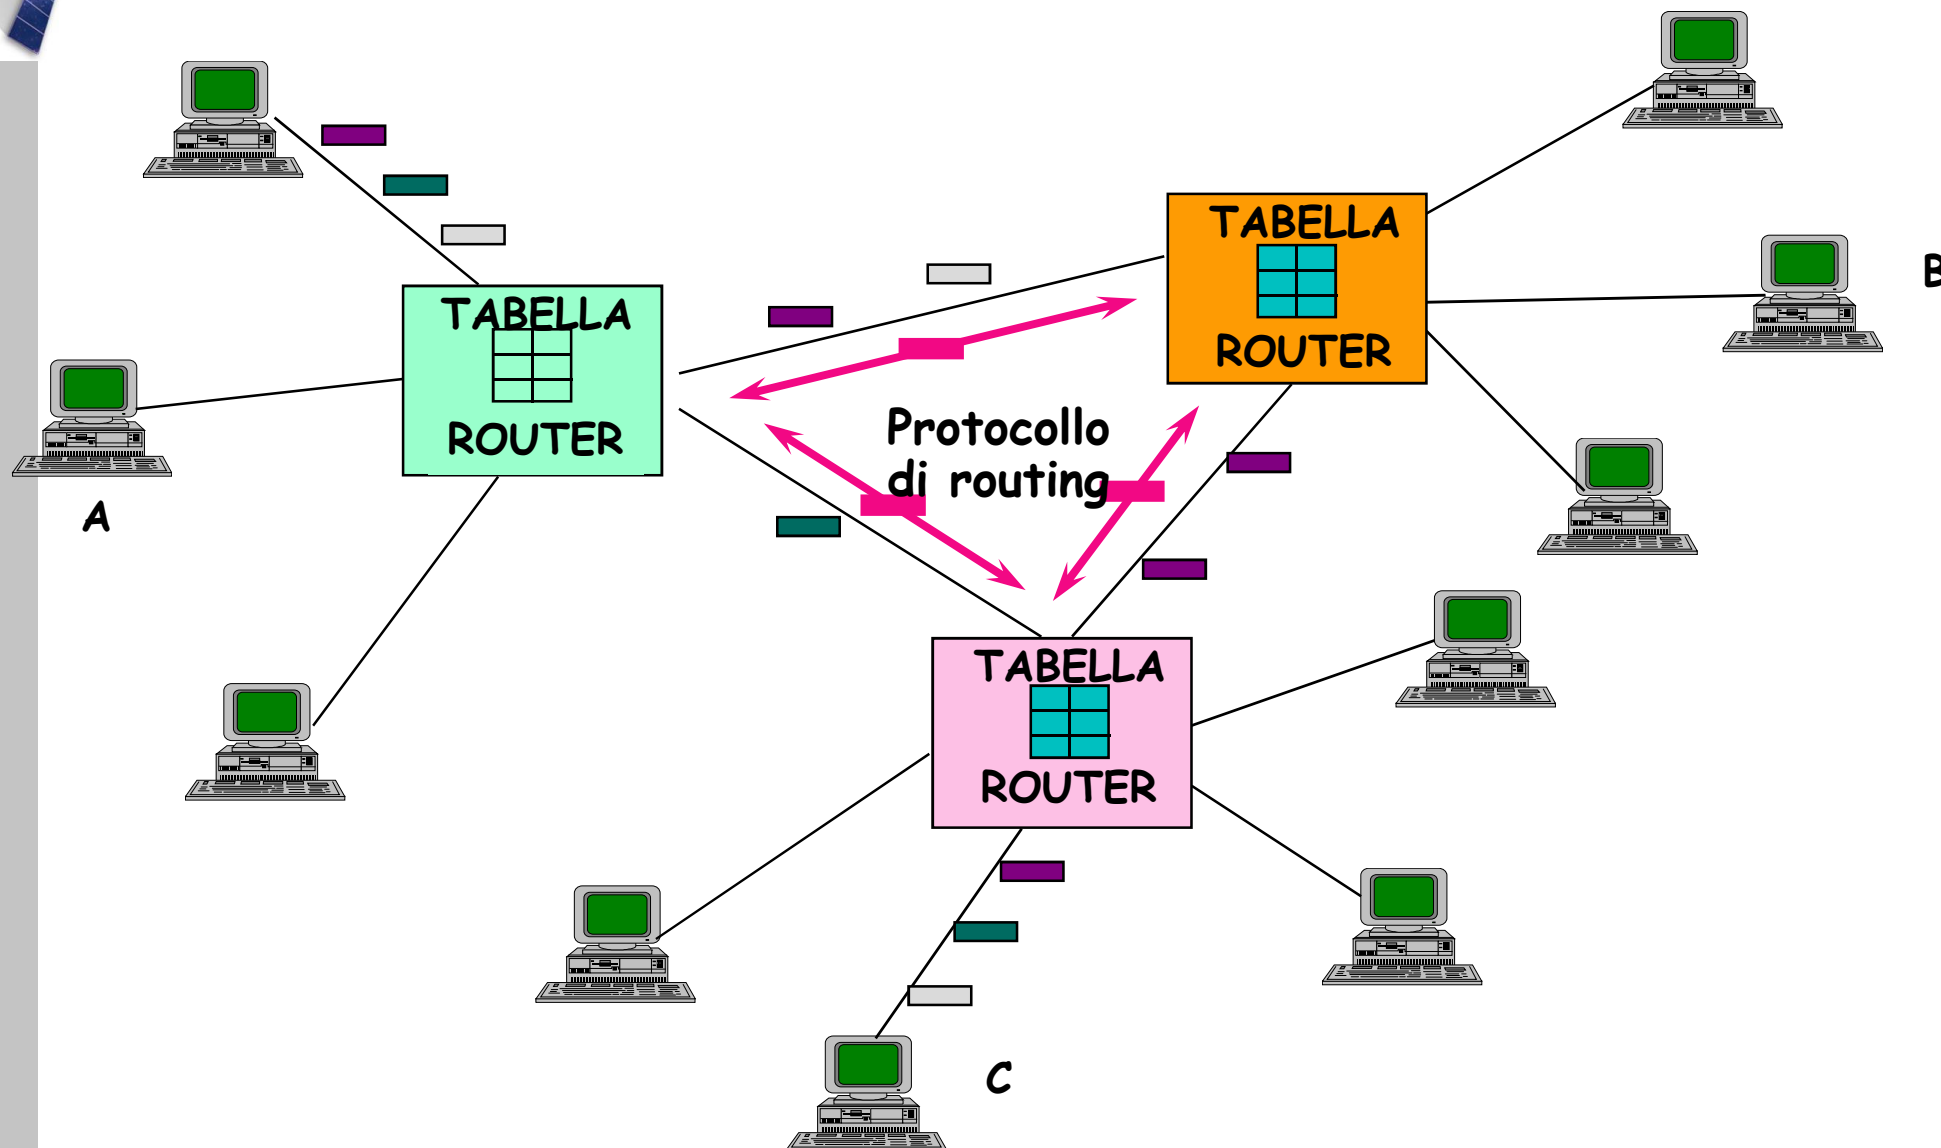 TABELLA
ROUTER
B
TABELLA
ROUTER
Protocollo
di routing
A
TABELLA
ROUTER
C